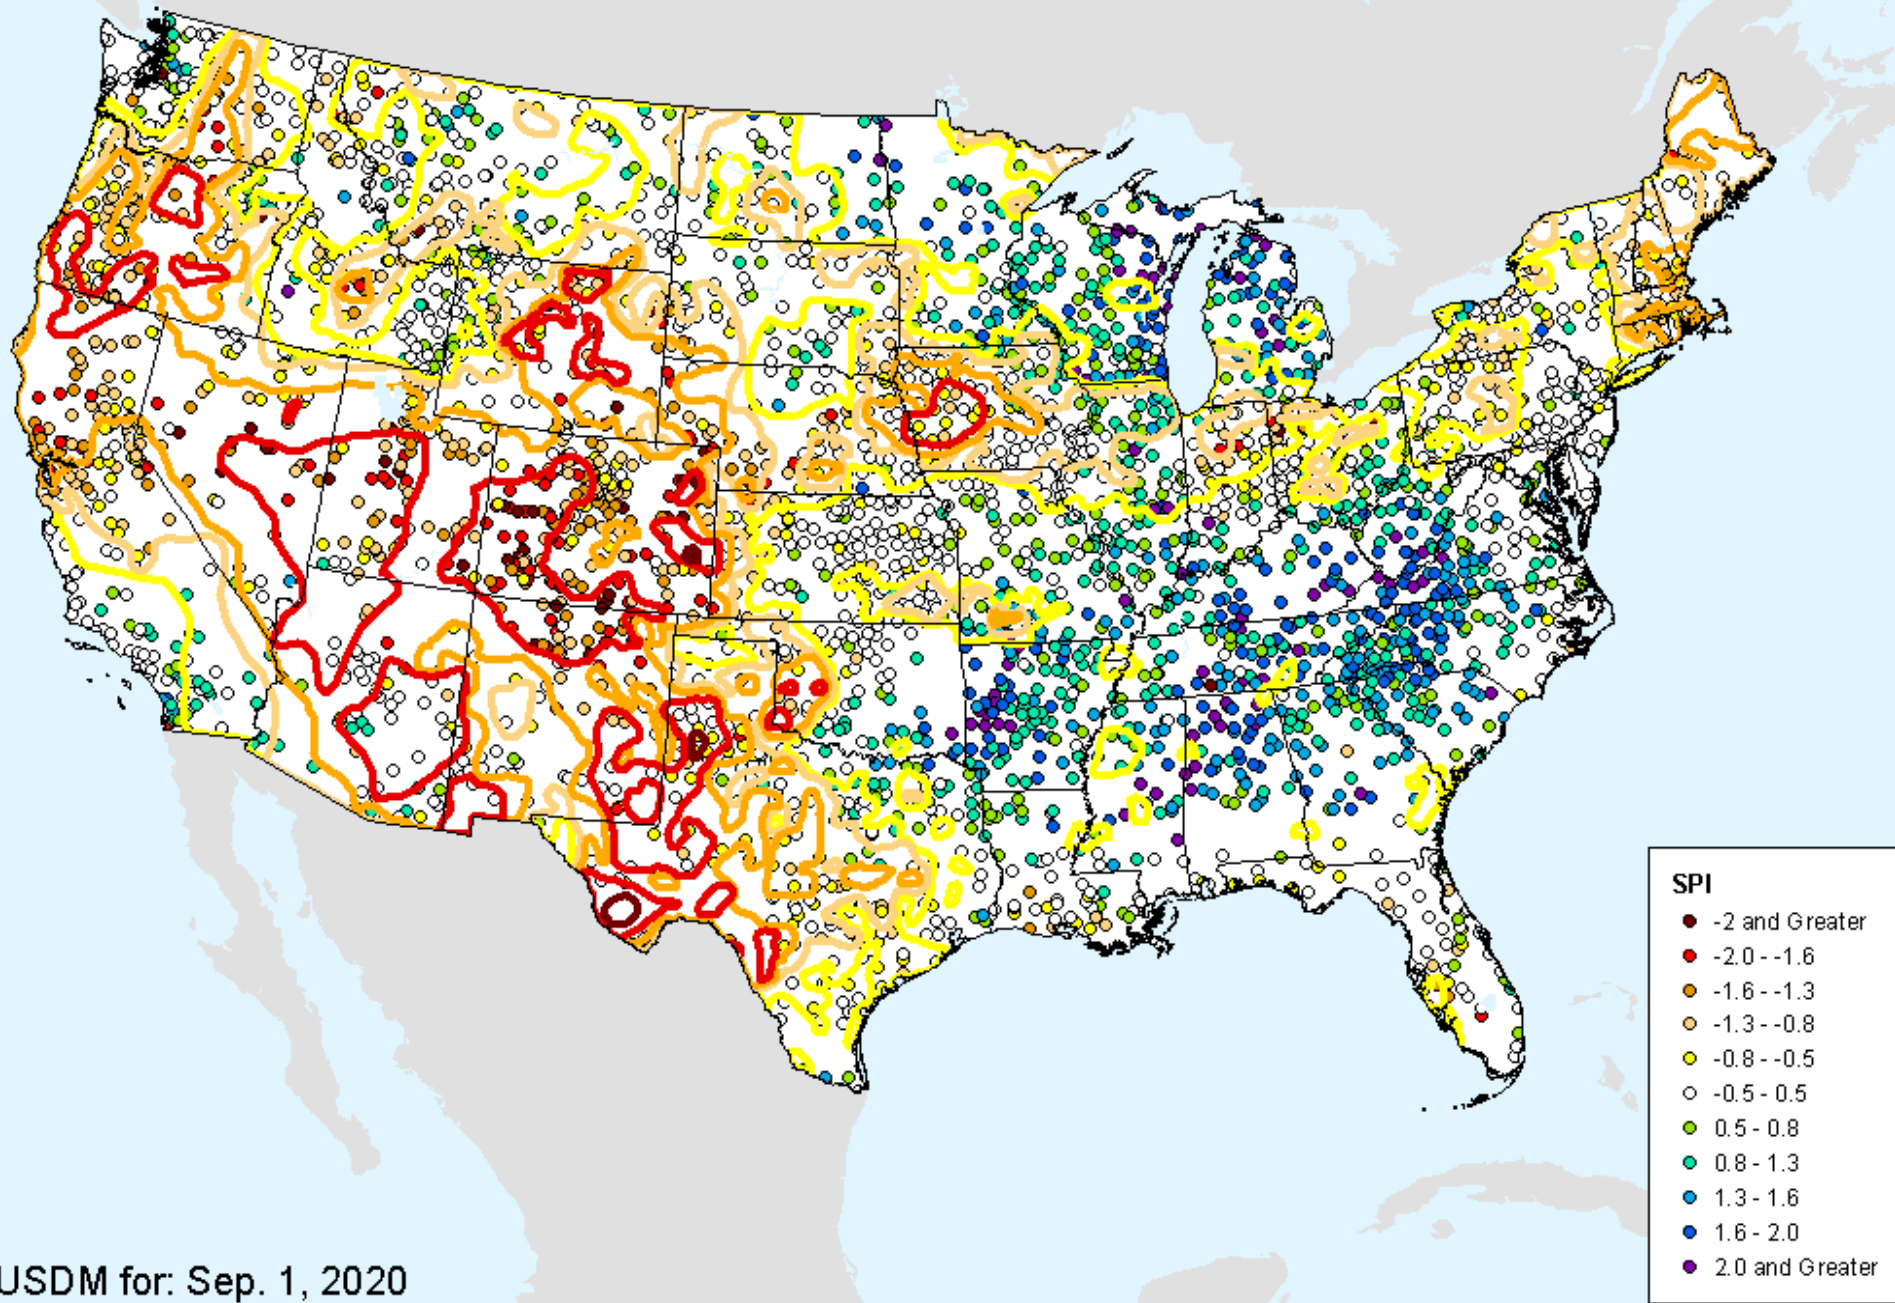 SPI
-2 and Greater
-2.0 - -1.6
-1.6 - -1.3
-1.3 - -0.8
-0.8 - -0.5
-0.5 - 0.5
0.5 - 0.8
0.8 - 1.3
1.3 - 1.6
1.6 - 2.0
2.0 and Greater
USDM for: Sep. 1, 2020